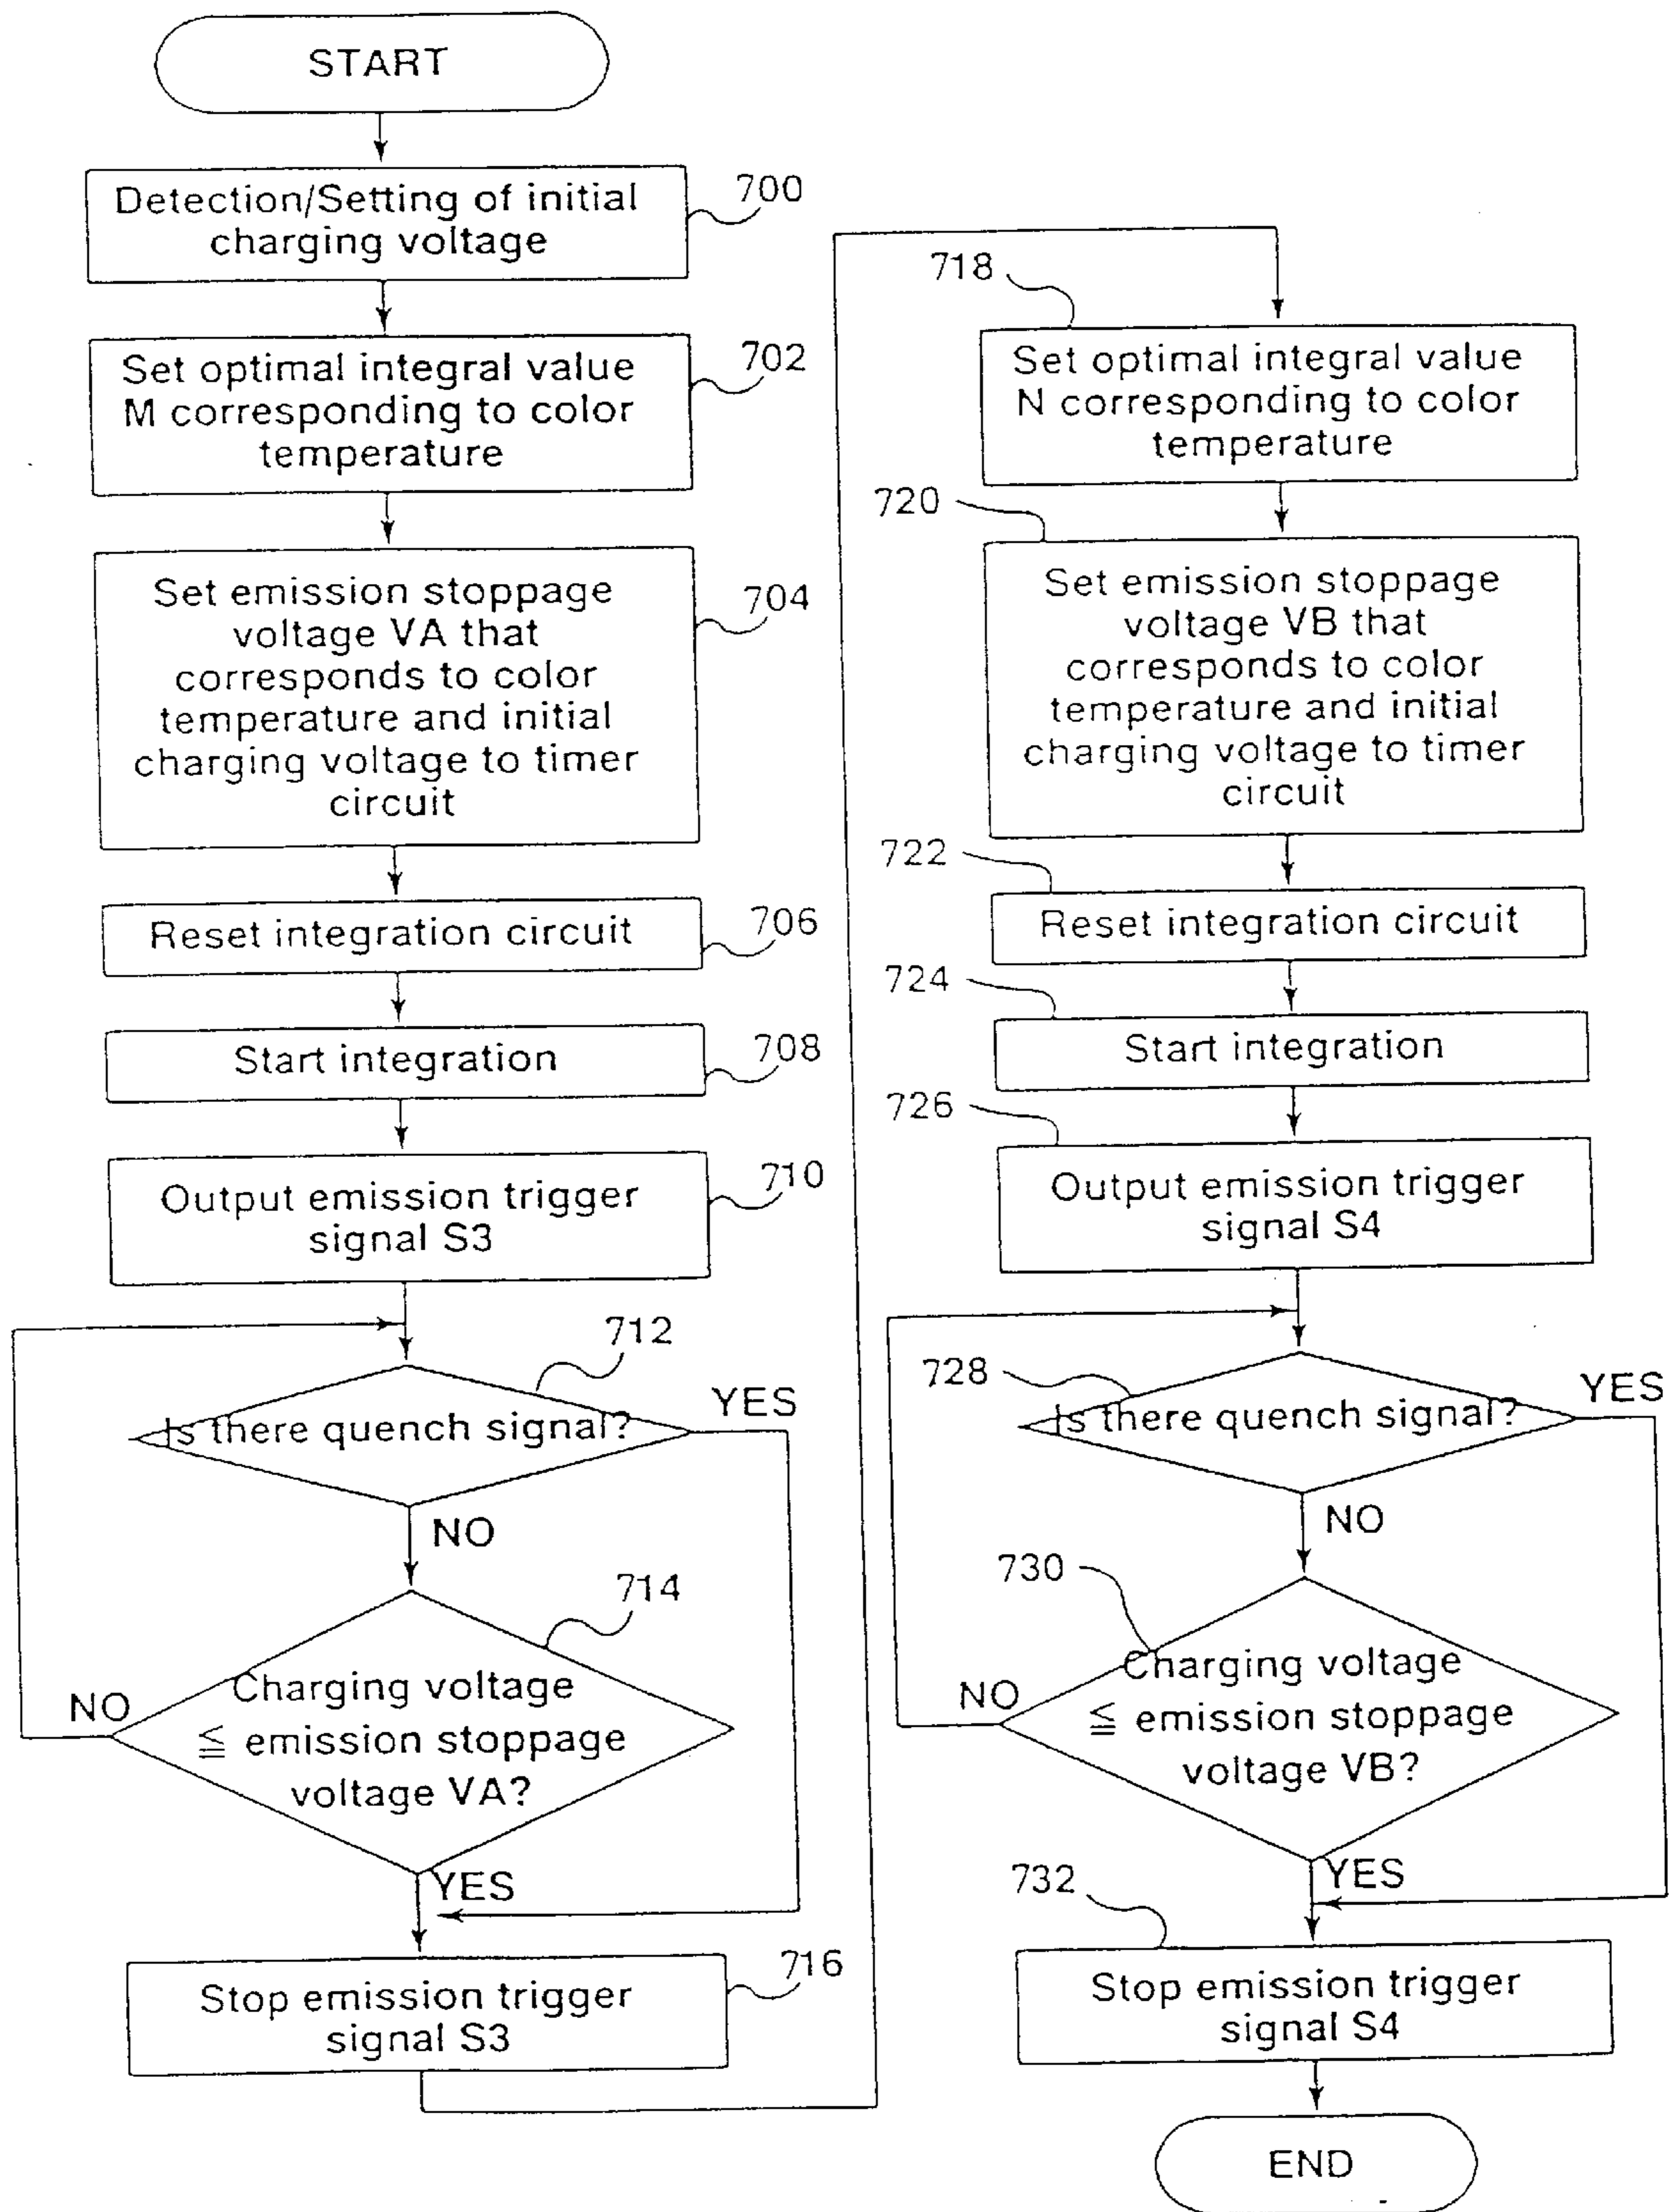 START
Detection/Setting of initial
charging voltage
700
Set optimal integral value
M corresponding to color
temperature
702
Set emission stoppage
voltage VA that
corresponds to color
temperature and initial
charging voltage to timer
circuit
704
Reset integration circuit
706
Start integration
708
Output emission trigger
signal S3
710
712
Is there quench signal?
YES
NO
714
Charging voltage
≦ emission stoppage
voltage VA?
NO
YES
Stop emission trigger
signal S3
716
718
Set optimal integral value
N corresponding to color
temperature
720
Set emission stoppage
voltage VB that
corresponds to color
temperature and initial
charging voltage to timer
circuit
722
Reset integration circuit
724
Start integration
726
Output emission trigger
signal S4
728
Is there quench signal?
YES
NO
730
Charging voltage
≦ emission stoppage
voltage VB?
NO
YES
732
Stop emission trigger
signal S4
END